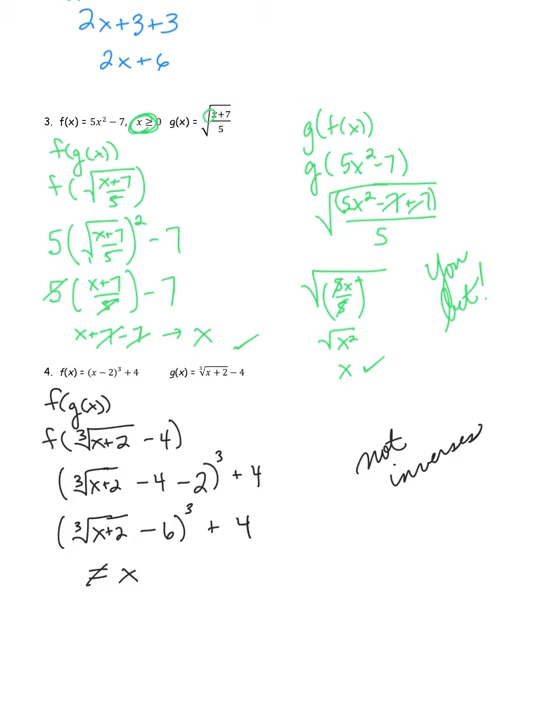 2x+3+3
2x+6
3. f(x) = 5x² − 7, x ≥ 0 g(x) = √((x+7)/5)
f(g(x))
f(√((x+7)/5))
5(√((x+7)/5))² − 7
5((x+7)/5) − 7
x+7−7 → x ✓
g(f(x))
g(5x²−7)
√((5x²−7+7)/5)
√(5x²/5)
√x²
x ✓
You
bet!
4. f(x) = (x − 2)³ + 4 g(x) = ∛(x + 2) − 4
f(g(x))
f(∛(x+2) − 4)
(∛(x+2) − 4 − 2)³ + 4
(∛(x+2) − 6)³ + 4
≠ x
not
inverses